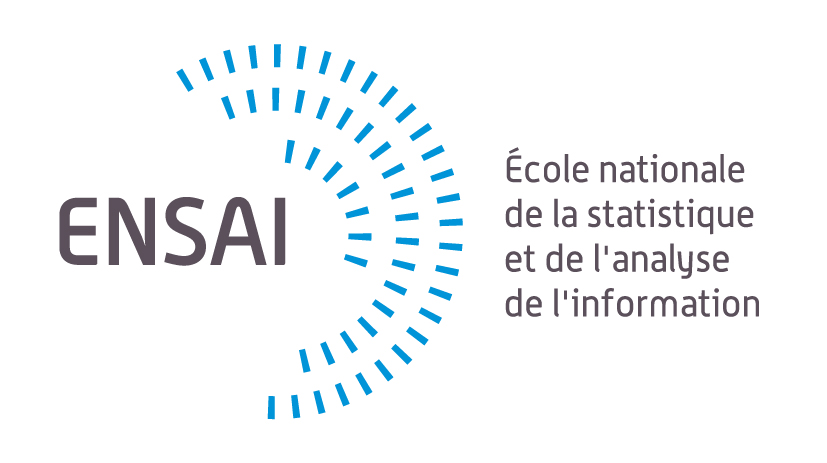 ENSAI
École nationale
de la statistique
et de l'analyse
de l'information